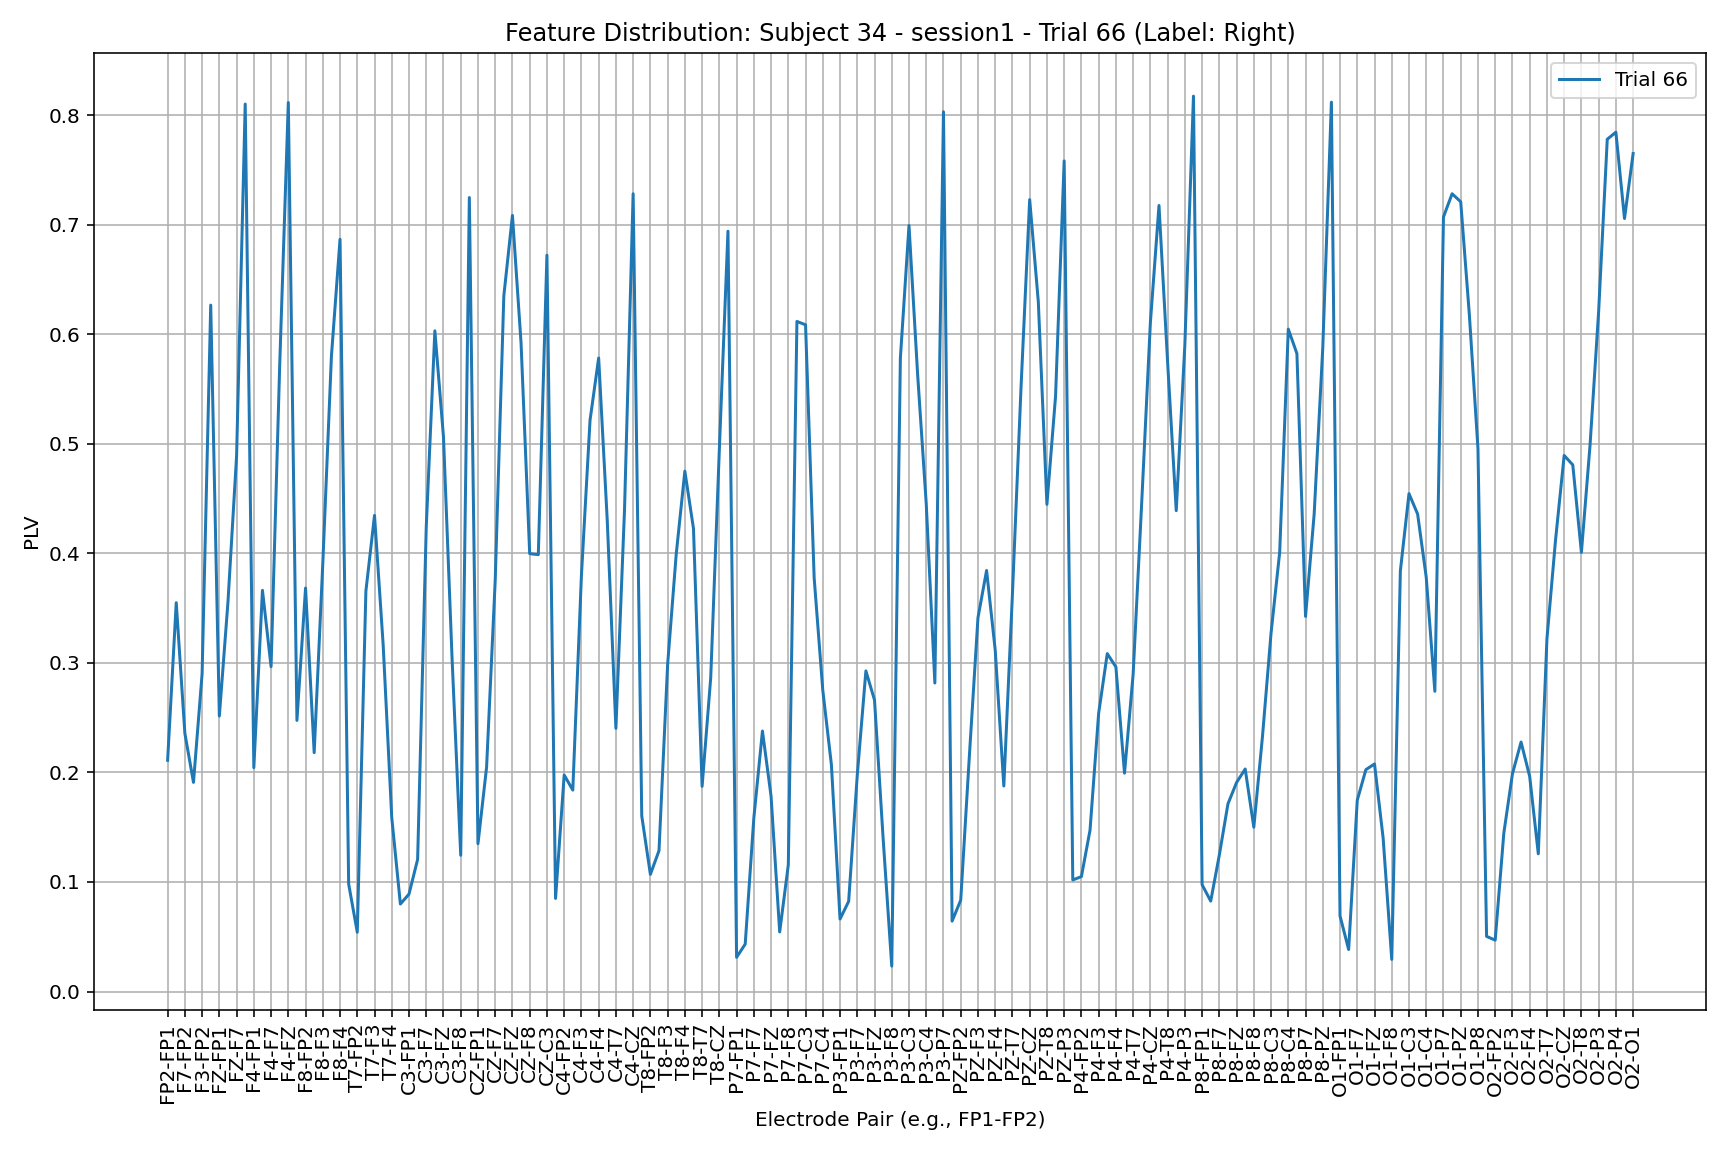 Feature Distribution: Subject 34 - session1 - Trial 66 (Label: Right)
Trial 66
PLV
0.8
0.7
0.6
0.5
0.4
0.3
0.2
0.1
0.0
FP2-FP1
F7-FP2
F3-FP2
FZ-FP1
FZ-F7
F4-FP1
F4-F7
F4-FZ
F8-FP2
F8-F3
F8-F4
T7-FP2
T7-F3
T7-F4
C3-FP1
C3-F7
C3-FZ
C3-F8
CZ-FP1
CZ-F7
CZ-FZ
CZ-F8
CZ-C3
C4-FP2
C4-F3
C4-F4
C4-T7
C4-CZ
T8-FP2
T8-F3
T8-F4
T8-T7
T8-CZ
P7-FP1
P7-F7
P7-FZ
P7-F8
P7-C3
P7-C4
P3-FP1
P3-F7
P3-FZ
P3-F8
P3-C3
P3-C4
P3-P7
PZ-FP2
PZ-F3
PZ-F4
PZ-T7
PZ-CZ
PZ-T8
PZ-P3
P4-FP2
P4-F3
P4-F4
P4-T7
P4-CZ
P4-T8
P4-P3
P8-FP1
P8-F7
P8-FZ
P8-F8
P8-C3
P8-C4
P8-P7
P8-PZ
O1-FP1
O1-F7
O1-FZ
O1-F8
O1-C3
O1-C4
O1-P7
O1-PZ
O1-P8
O2-FP2
O2-F3
O2-F4
O2-T7
O2-CZ
O2-T8
O2-P3
O2-P4
O2-O1
Electrode Pair (e.g., FP1-FP2)